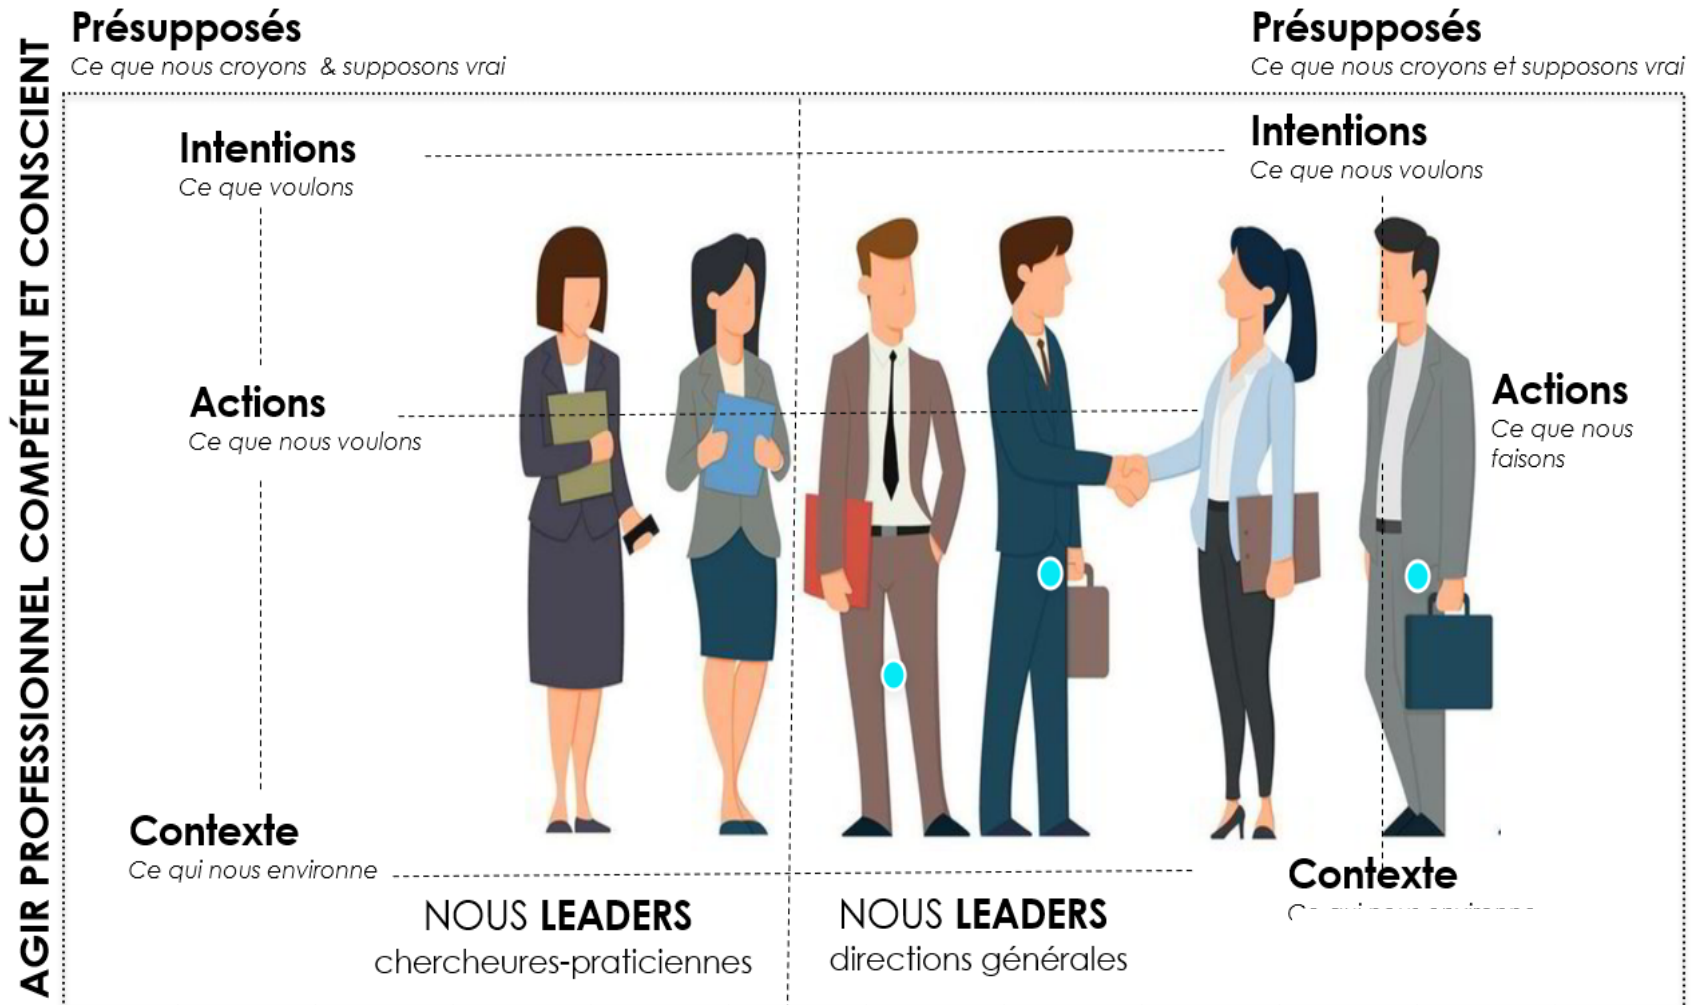 AGIR PROFESSIONNEL COMPÉTENT ET CONSCIENT
Présupposés
Ce que nous croyons & supposons vrai
Présupposés
Ce que nous croyons et supposons vrai
Intentions
Ce que voulons
Intentions
Ce que nous voulons
Actions
Ce que nous voulons
Actions
Ce que nous
faisons
Contexte
Ce qui nous environne
Contexte
NOUS LEADERS
chercheures-praticiennes
NOUS LEADERS
directions générales